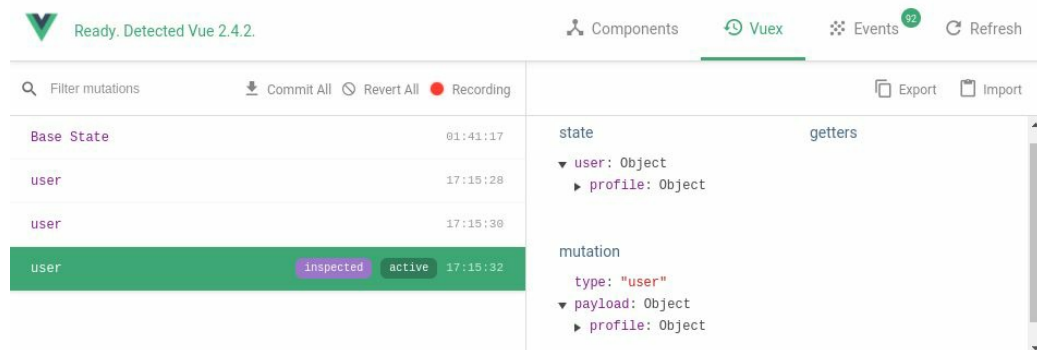 Ready. Detected Vue 2.4.2.
Components
Vuex
Events 92
Refresh
Filter mutations
Commit All
Revert All
Recording
Export
Import
Base State 01:41:17
user 17:15:28
user 17:15:30
user inspected active 17:15:32
state
getters
user: Object
profile: Object
mutation
type: "user"
payload: Object
profile: Object